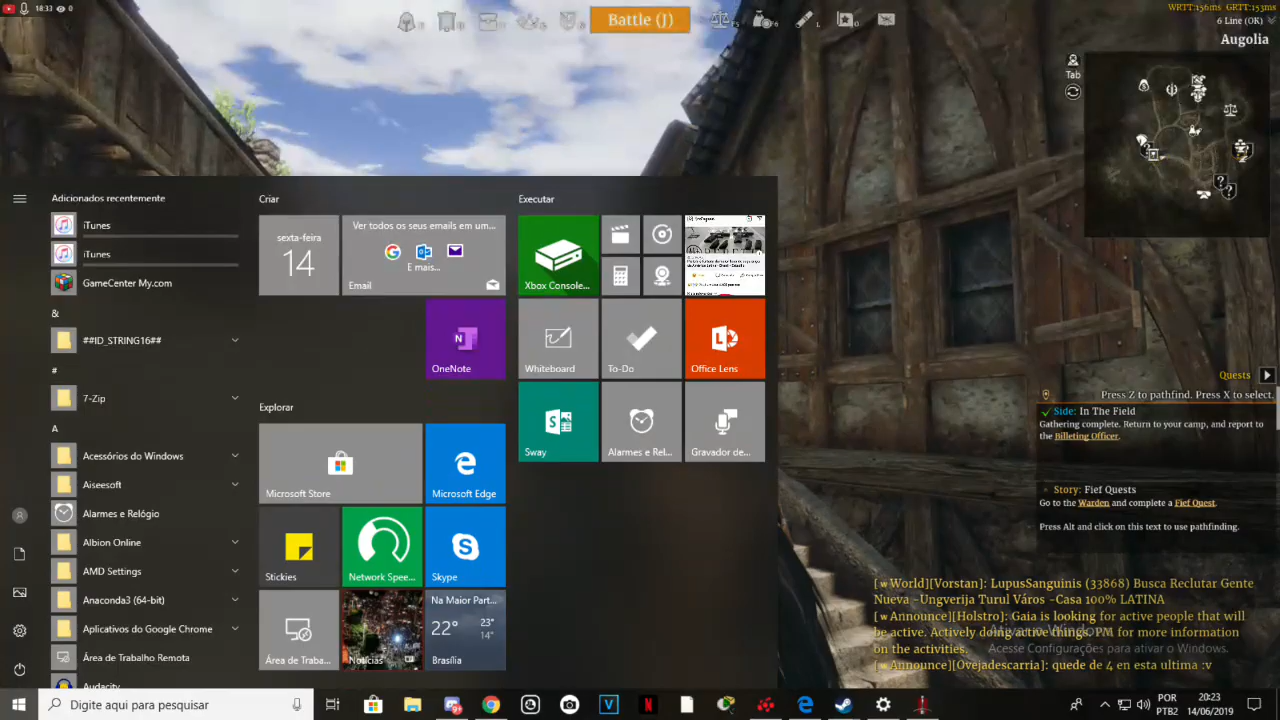 18:33 0
Battle (J)
L
WRTT:156ms GRTT:153ms
6 Line (OK)
Augolia
Tab
Adicionados recentemente
iTunes
iTunes
GameCenter My.com
&
##ID_STRING16##
#
7-Zip
A
Acessórios do Windows
Aiseesoft
Alarmes e Relógio
Albion Online
AMD Settings
Anaconda3 (64-bit)
Aplicativos do Google Chrome
Área de Trabalho Remota
Audacity
Criar
sexta-feira
14
Ver todos os seus emails em um...
E mais...
Email
OneNote
Explorar
Microsoft Store
Microsoft Edge
Stickies
Network Spee...
Skype
Área de Traba...
Notícias
Na Maior Part...
22°
23°
14°
Brasília
Executar
Xbox Console...
Whiteboard
To-Do
Office Lens
Sway
Alarmes e Rel...
Gravador de...
Quests
Press Z to pathfind. Press X to select.
Side: In The Field
Gathering complete. Return to your camp, and report to
the Billeting Officer.
Story: Fief Quests
Go to the Warden and complete a Fief Quest.
Press Alt and click on this text to use pathfinding.
[World][Vorstan]: LupusSanguinis (33868) Busca Reclutar Gente
Nueva -Ungverija Turul Város -Casa 100% LATINA
[Announce][Holstro]: Gaia is looking for active people that will
be active. Actively doing active things. PM for more information
on the activities.
[Announce][Ovejadescarria]: quede de 4 en esta ultima :v
Ativar o Windows
Acesse Configurações para ativar o Windows.
Digite aqui para pesquisar
POR
PTB2
20:23
14/06/2019